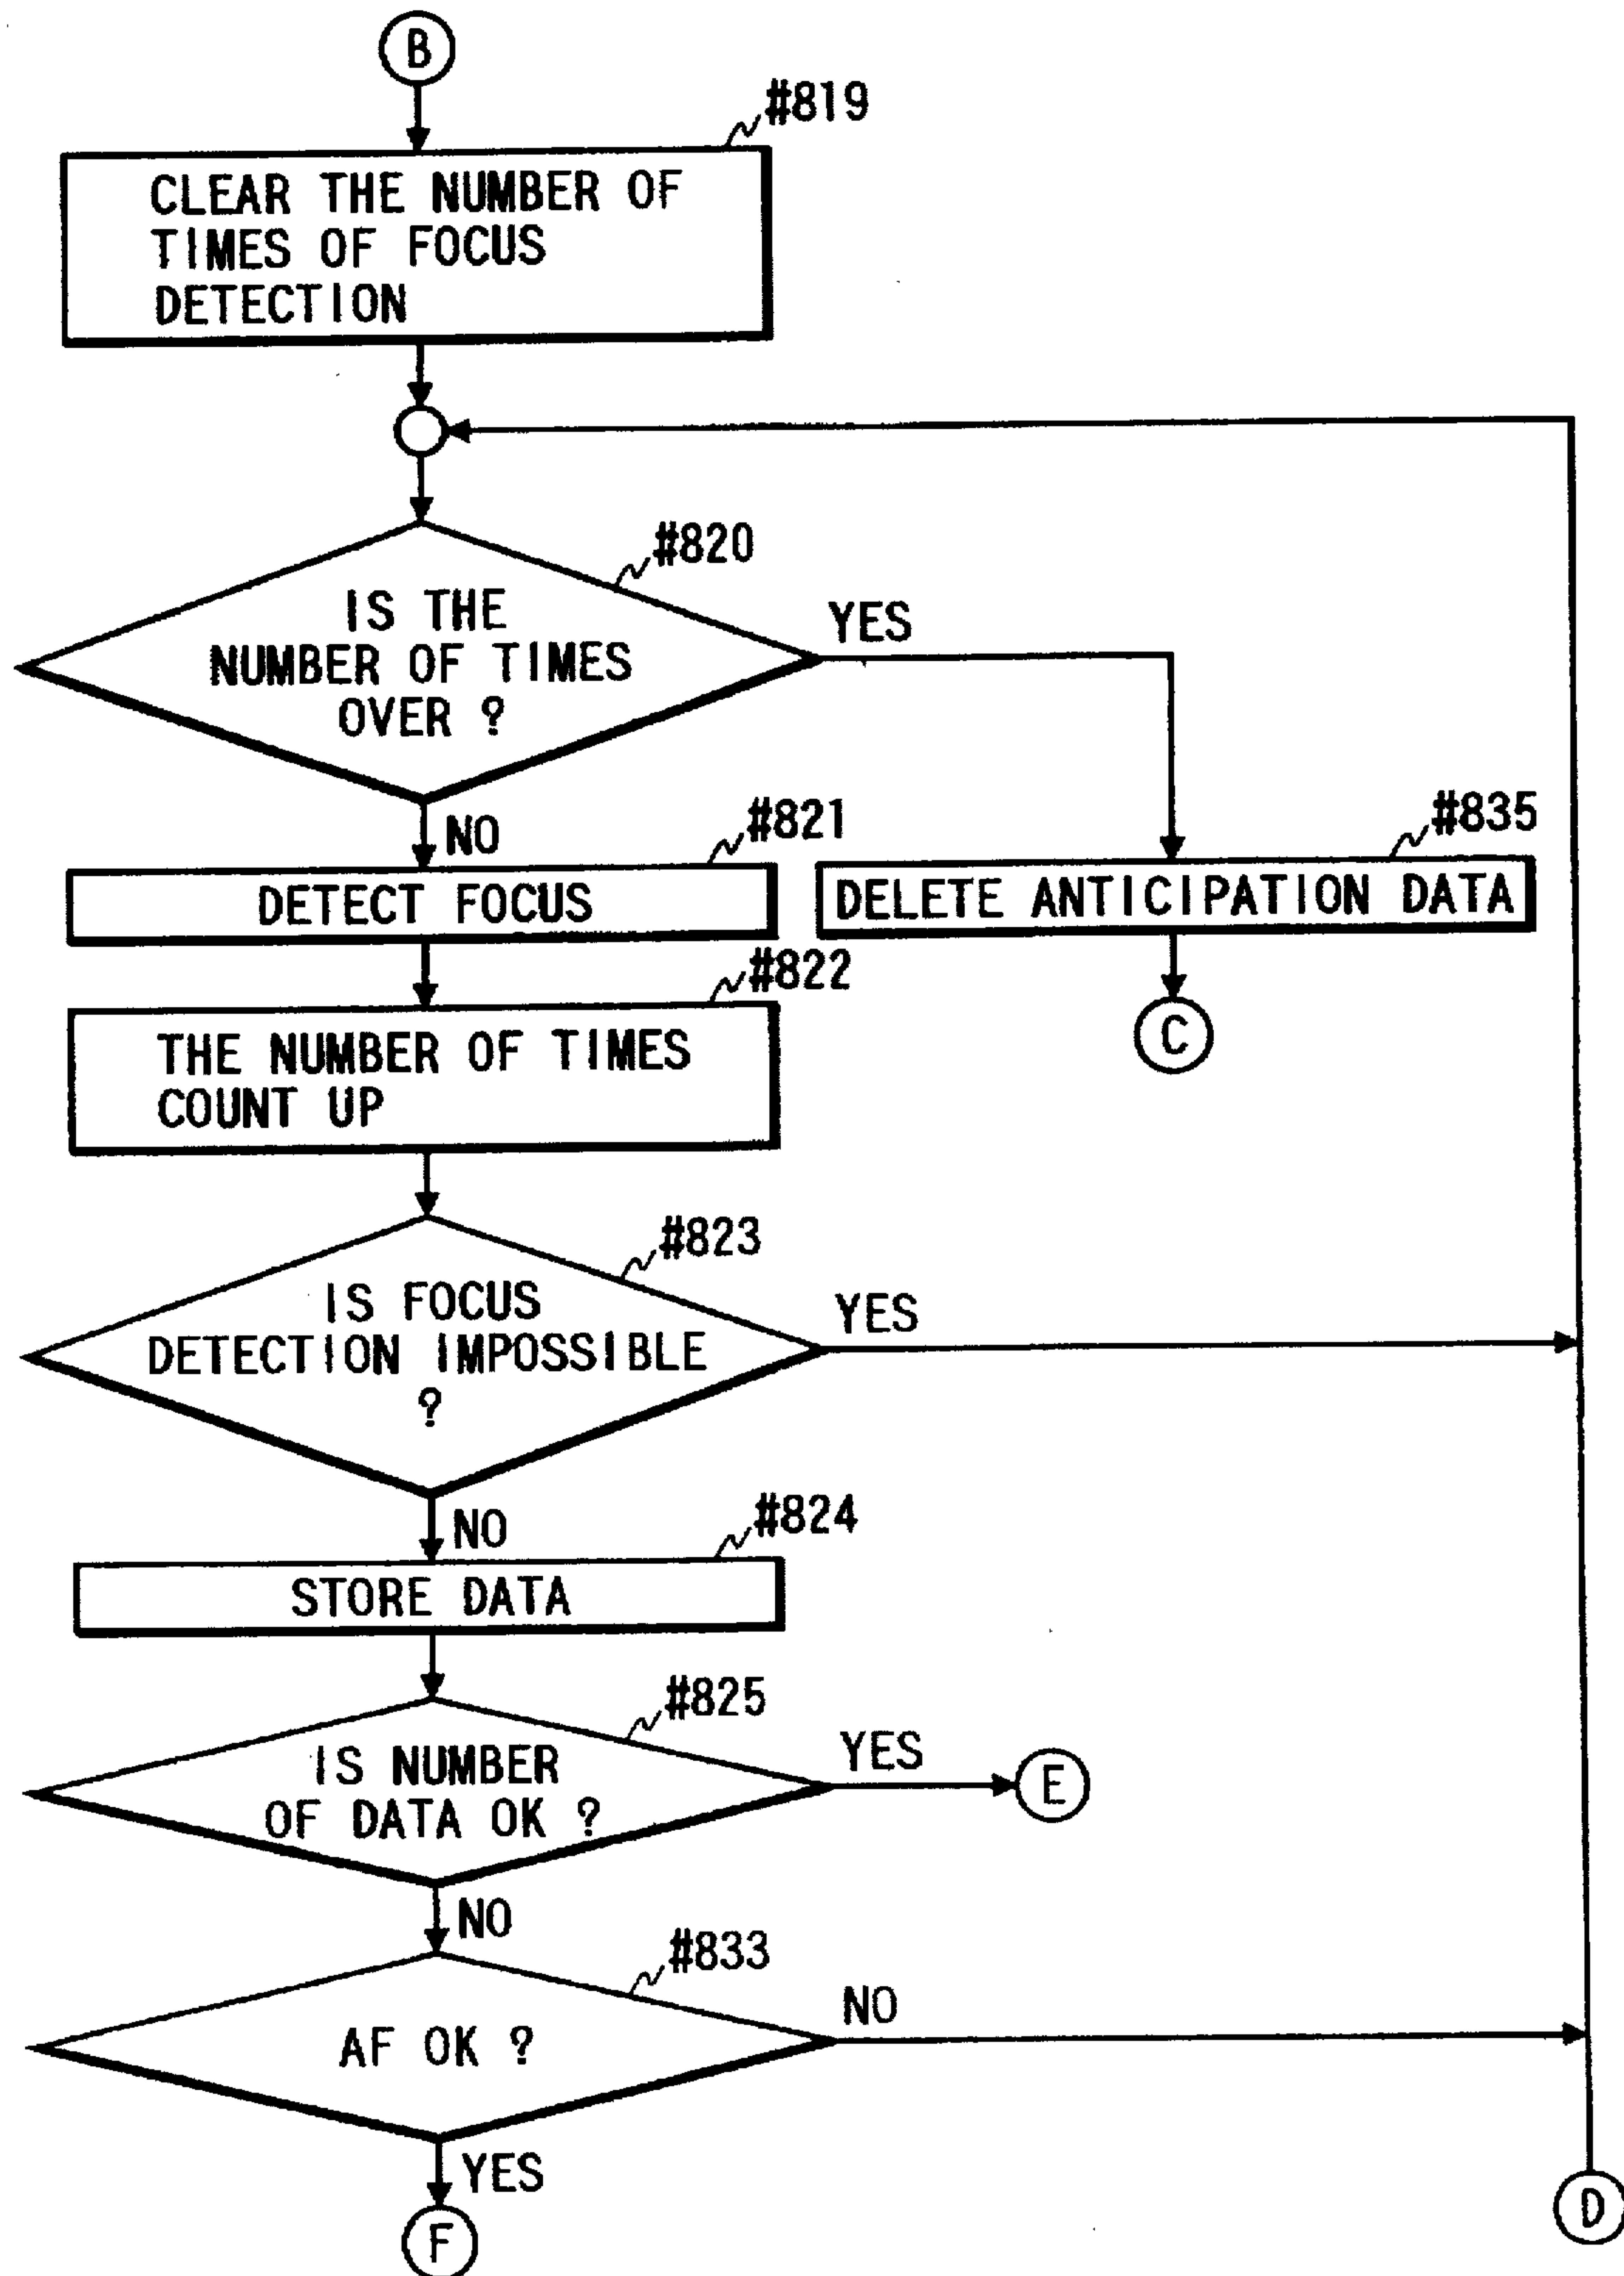 B
#819
CLEAR THE NUMBER OF
TIMES OF FOCUS
DETECTION
#820
IS THE
NUMBER OF TIMES
OVER ?
YES
NO
#821
DETECT FOCUS
#835
DELETE ANTICIPATION DATA
C
#822
THE NUMBER OF TIMES
COUNT UP
#823
IS FOCUS
DETECTION IMPOSSIBLE
?
YES
NO
#824
STORE DATA
#825
IS NUMBER
OF DATA OK ?
YES
E
NO
#833
AF OK ?
NO
YES
F
D